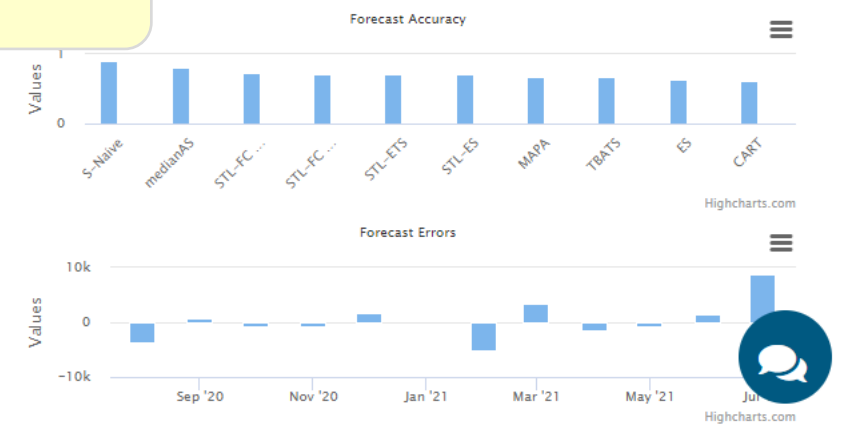 Forecast Accuracy
Values
1
0
S-Naive
medianAS
STL-FC ...
STL-FC ...
STL-ETS
STL-ES
MAPA
TBATS
ES
CART
Highcharts.com
Forecast Errors
Values
10k
0
-10k
Sep '20
Nov '20
Jan '21
Mar '21
May '21
Highcharts.com